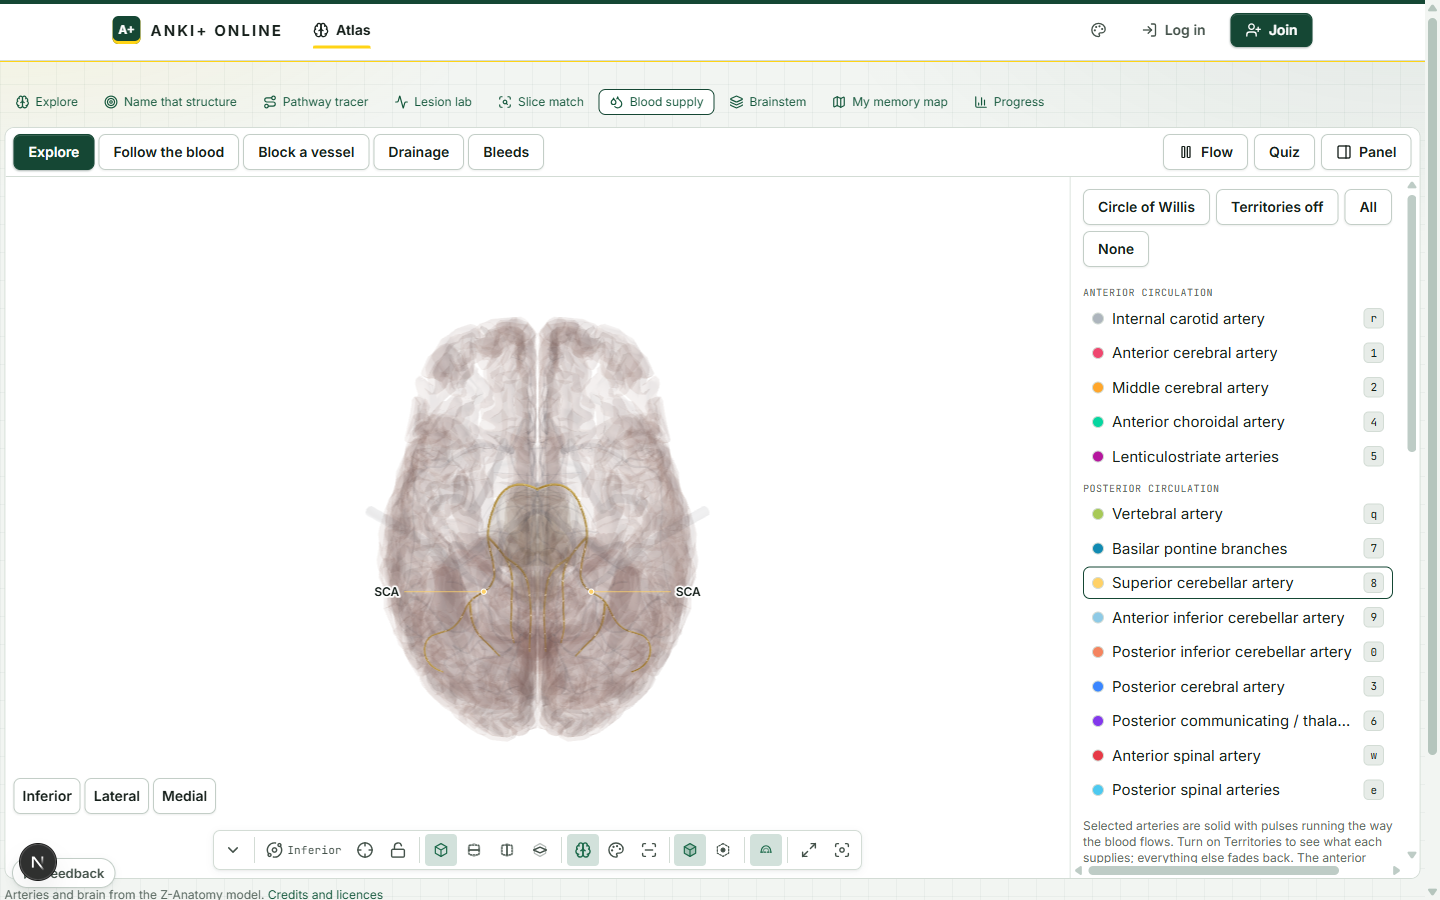 A+ ANKI+ ONLINE Atlas Log in Join
Explore Name that structure Pathway tracer Lesion lab Slice match Blood supply Brainstem My memory map Progress
Explore Follow the blood Block a vessel Drainage Bleeds Flow Quiz Panel
Circle of Willis Territories off All
None
ANTERIOR CIRCULATION
Internal carotid artery r
Anterior cerebral artery 1
Middle cerebral artery 2
Anterior choroidal artery 4
Lenticulostriate arteries 5
POSTERIOR CIRCULATION
Vertebral artery q
Basilar pontine branches 7
Superior cerebellar artery 8
Anterior inferior cerebellar artery 9
Posterior inferior cerebellar artery 0
Posterior cerebral artery 3
Posterior communicating / thala... 6
Anterior spinal artery w
Posterior spinal arteries e
Selected arteries are solid with pulses running the way
the blood flows. Turn on Territories to see what each
supplies; everything else fades back. The anterior
SCA SCA
Inferior Lateral Medial
Inferior
N eedback
Arteries and brain from the Z-Anatomy model. Credits and licences